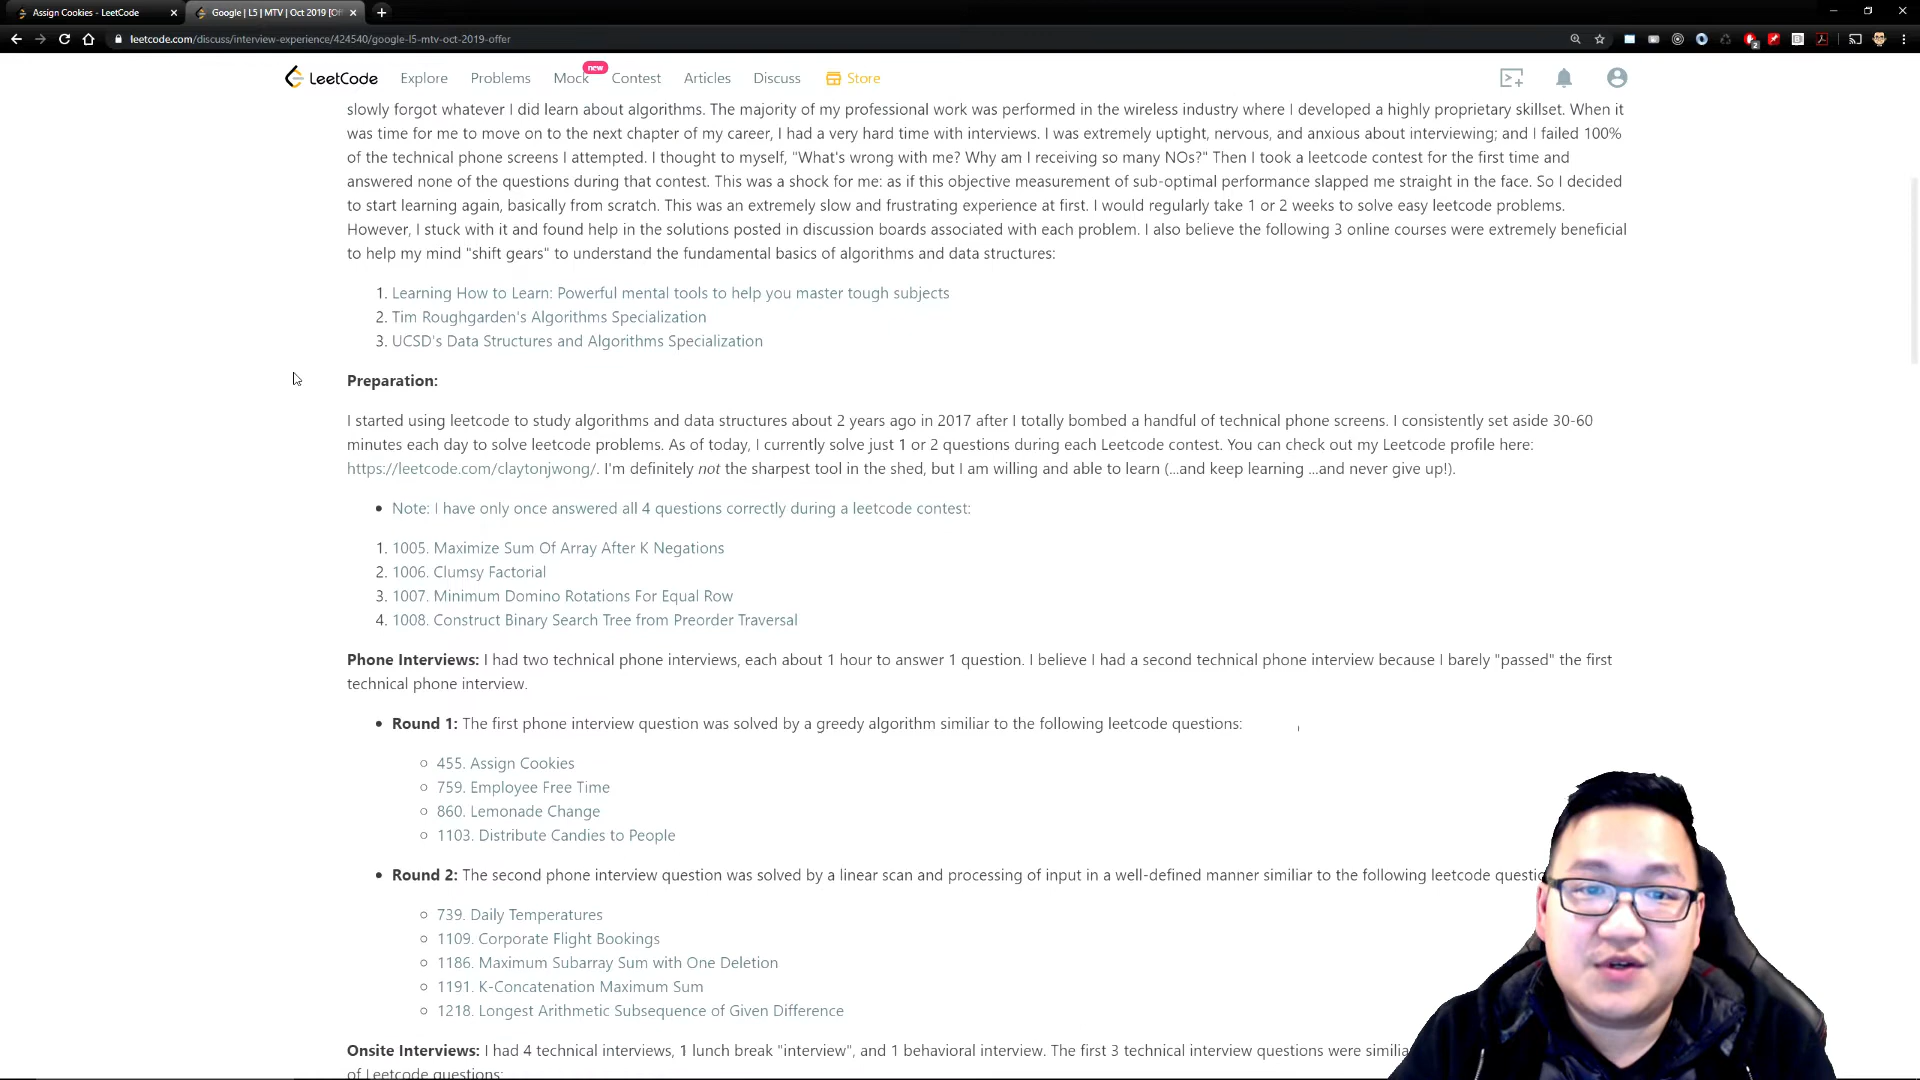 Assign Cookies - LeetCode
Google | L5 | MTV | Oct 2019 [Of
leetcode.com/discuss/interview-experience/424540/google-l5-mtv-oct-2019-offer
2
LeetCode
Explore
Problems
Mock
new
Contest
Articles
Discuss
Store
slowly forgot whatever I did learn about algorithms. The majority of my professional work was performed in the wireless industry where I developed a highly proprietary skillset. When it
was time for me to move on to the next chapter of my career, I had a very hard time with interviews. I was extremely uptight, nervous, and anxious about interviewing; and I failed 100%
of the technical phone screens I attempted. I thought to myself, "What's wrong with me? Why am I receiving so many NOs?" Then I took a leetcode contest for the first time and
answered none of the questions during that contest. This was a shock for me: as if this objective measurement of sub-optimal performance slapped me straight in the face. So I decided
to start learning again, basically from scratch. This was an extremely slow and frustrating experience at first. I would regularly take 1 or 2 weeks to solve easy leetcode problems.
However, I stuck with it and found help in the solutions posted in discussion boards associated with each problem. I also believe the following 3 online courses were extremely beneficial
to help my mind "shift gears" to understand the fundamental basics of algorithms and data structures:
1. Learning How to Learn: Powerful mental tools to help you master tough subjects
2. Tim Roughgarden's Algorithms Specialization
3. UCSD's Data Structures and Algorithms Specialization
Preparation:
I started using leetcode to study algorithms and data structures about 2 years ago in 2017 after I totally bombed a handful of technical phone screens. I consistently set aside 30-60
minutes each day to solve leetcode problems. As of today, I currently solve just 1 or 2 questions during each Leetcode contest. You can check out my Leetcode profile here:
https://leetcode.com/claytonjwong/. I'm definitely not the sharpest tool in the shed, but I am willing and able to learn (...and keep learning ...and never give up!).
• Note: I have only once answered all 4 questions correctly during a leetcode contest:
1. 1005. Maximize Sum Of Array After K Negations
2. 1006. Clumsy Factorial
3. 1007. Minimum Domino Rotations For Equal Row
4. 1008. Construct Binary Search Tree from Preorder Traversal
Phone Interviews: I had two technical phone interviews, each about 1 hour to answer 1 question. I believe I had a second technical phone interview because I barely "passed" the first
technical phone interview.
• Round 1: The first phone interview question was solved by a greedy algorithm similiar to the following leetcode questions:
455. Assign Cookies
759. Employee Free Time
860. Lemonade Change
1103. Distribute Candies to People
• Round 2: The second phone interview question was solved by a linear scan and processing of input in a well-defined manner similiar to the following leetcode questio
739. Daily Temperatures
1109. Corporate Flight Bookings
1186. Maximum Subarray Sum with One Deletion
1191. K-Concatenation Maximum Sum
1218. Longest Arithmetic Subsequence of Given Difference
Onsite Interviews: I had 4 technical interviews, 1 lunch break "interview", and 1 behavioral interview. The first 3 technical interview questions were similia
of Leetcode questions: